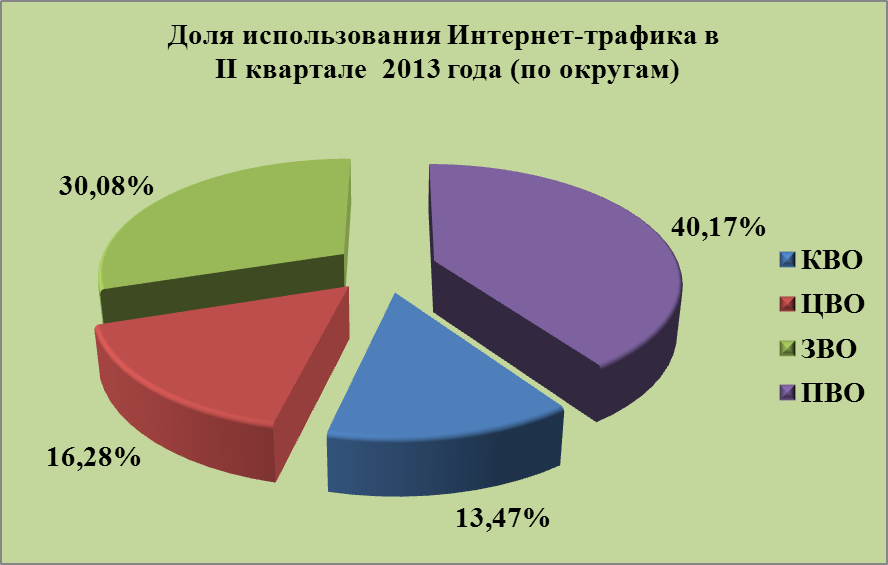 Доля использования Интернет-трафика в
II квартале 2013 года (по округам)
30,08%
40,17%
КВО
ЦВО
ЗВО
ПВО
16,28%
13,47%